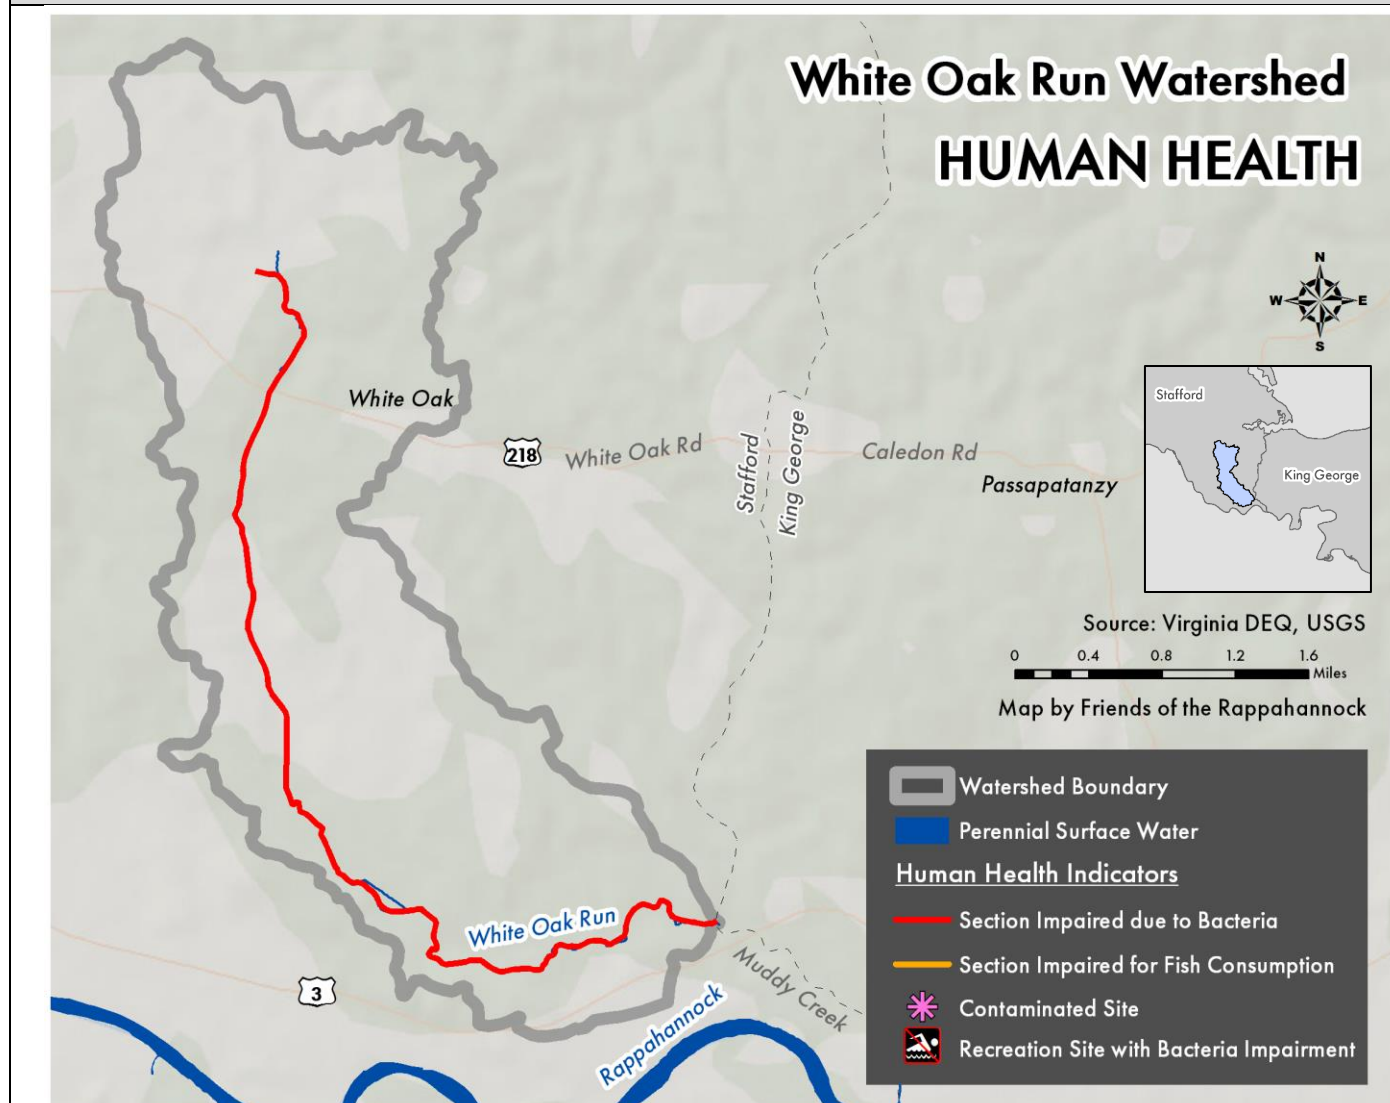 White Oak Run Watershed
HUMAN HEALTH
N
W E
S
White Oak
218
White Oak Rd
Stafford
King George
Caledon Rd
Passapatanzy
Stafford
King George
Source: Virginia DEQ, USGS
0 0.4 0.8 1.2 1.6
Miles
Map by Friends of the Rappahannock
Watershed Boundary
Perennial Surface Water
Human Health Indicators
Section Impaired due to Bacteria
Section Impaired for Fish Consumption
Contaminated Site
Recreation Site with Bacteria Impairment
White Oak Run
Muddy Creek
3
Rappahannock